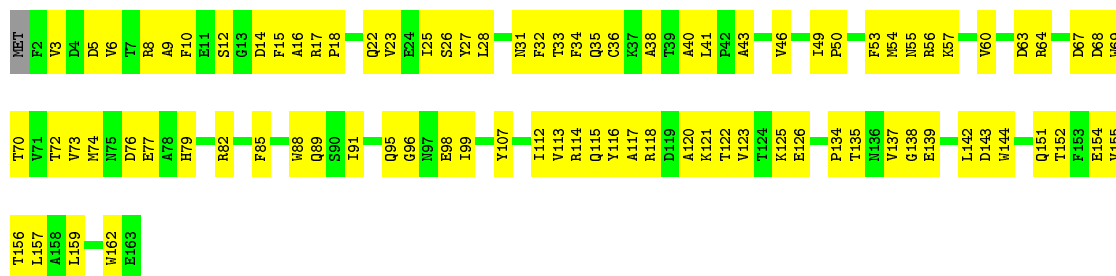 MET F2 V3 D4 D5 V6 T7 R8 A9 F10 E11 S12 G13 D14 F15 A16 R17 P18 Q22 V23 E24 I25 S26 Y27 L28 N31 F32 T33 F34 Q35 C36 K37 A38 T39 A40 L41 P42 A43 V46 I49 P50 F53 M54 N55 R56 K57 V60 D63 R64 D67 D68 W69
T70 V71 T72 V73 M74 N75 D76 E77 A78 H79 R82 F85 W88 Q89 S90 I91 Q95 G96 N97 E98 I99 Y107 I112 V113 R114 Q115 Y116 A117 R118 D119 A120 K121 T122 V123 T124 K125 E126 P134 T135 N136 V137 G138 E139 L142 D143 W144 Q151 T152 F153 E154 V155
T156 L157 A158 L159 W162 E163